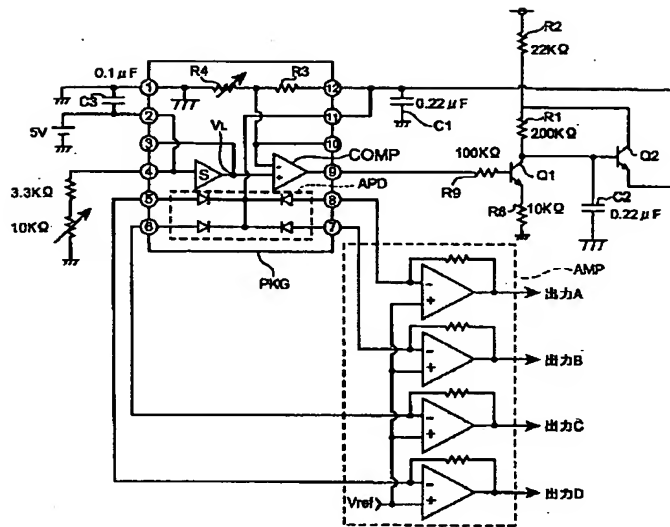 R2
22KΩ
0.1μF
R4
R3
C3
1
12
0.22μF
C1
R1
200KΩ
2
11
5V
3
VL
10
COMP
Q2
100KΩ
4
S
9
Q1
R9
APD
3.3KΩ
5
8
R8
10KΩ
C2
0.22μF
10KΩ
6
7
PKG
AMP
出力A
出力B
出力C
出力D
Vref